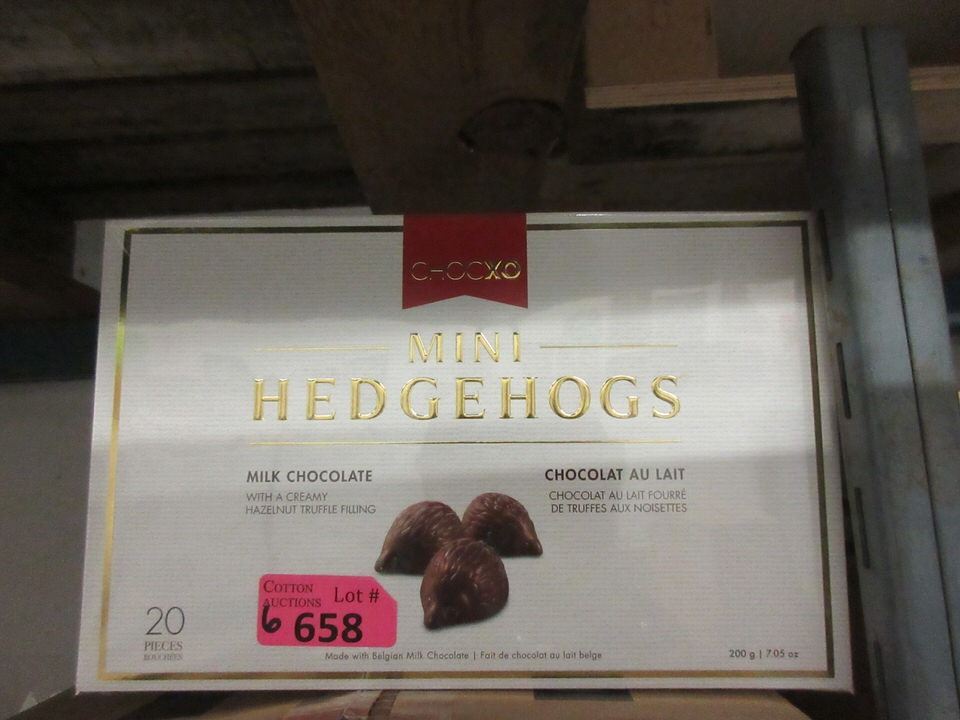 CHOCXO
MINI
HEDGEHOGS
MILK CHOCOLATE
WITH A CREAMY
HAZELNUT TRUFFLE FILLING
CHOCOLAT AU LAIT
CHOCOLAT AU LAIT FOURRÉ
DE TRUFFES AUX NOISETTES
COTTON
AUCTIONS
Lot #
6 658
20
PIECES
BOUCHÉES
Made with Belgian Milk Chocolate | Fait de chocolat au lait belge
200 g | 7.05 oz